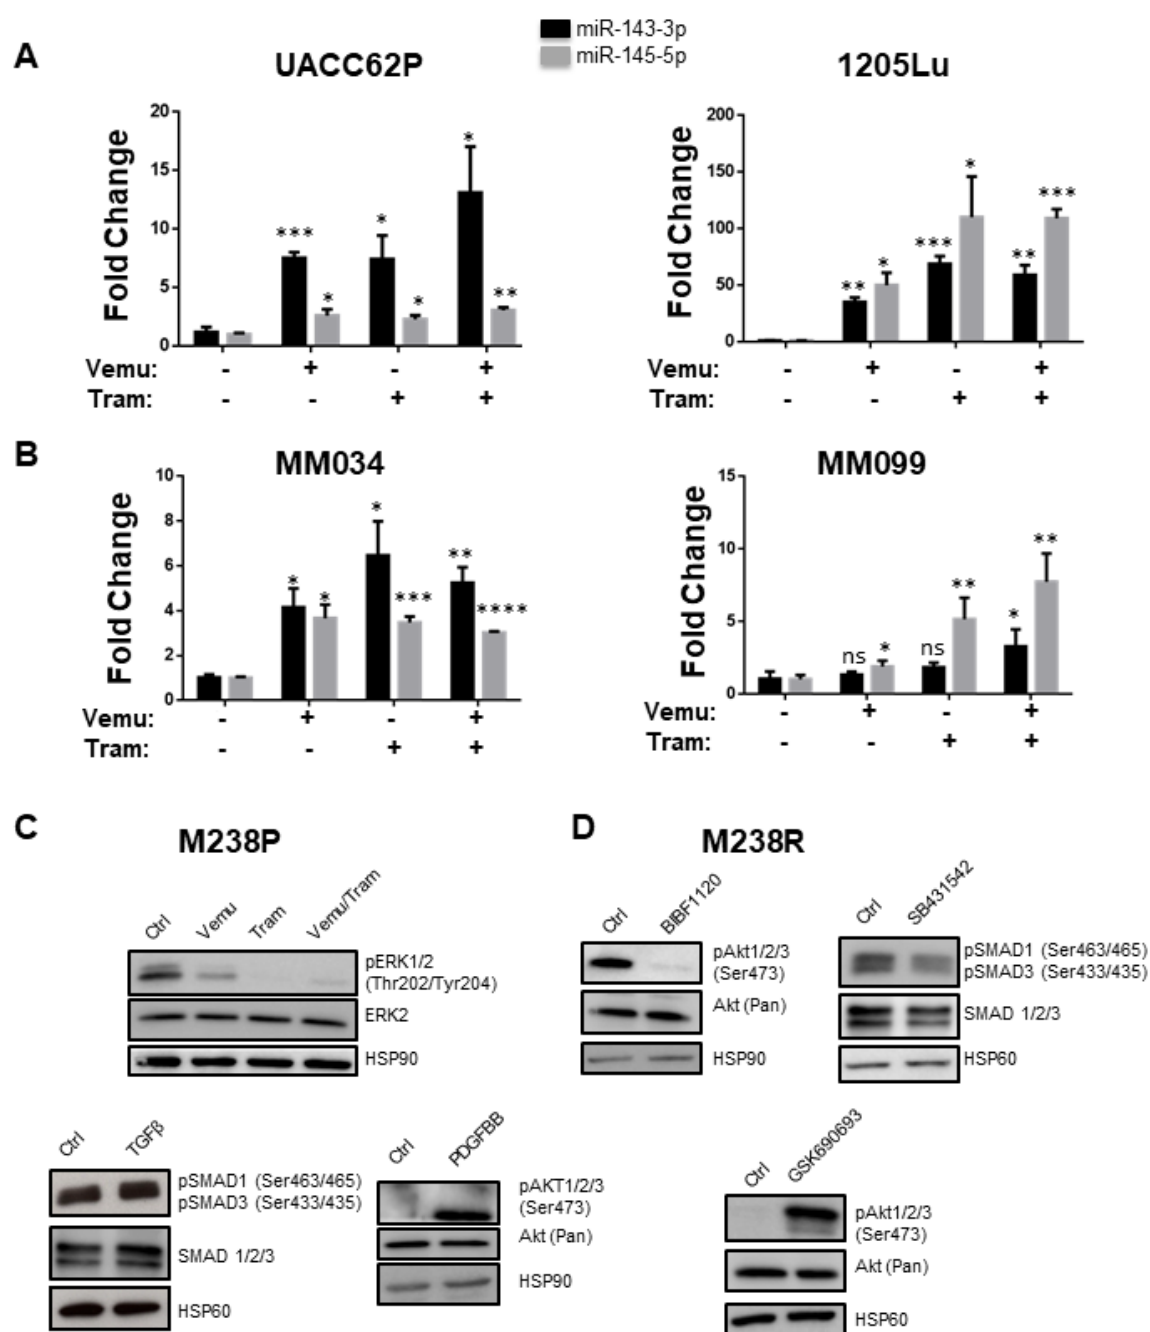 miR-143-3p
miR-145-5p
A
UACC62P
1205Lu
Fold Change
20
15
10
5
0
*** * * * * **
Vemu: - + - +
Tram: - - + +
Fold Change
200
150
100
50
0
** * *** * ** ***
Vemu: - + - +
Tram: - - + +
B
MM034
MM099
Fold Change
10
8
6
4
2
0
* * * *** ** ****
Vemu: - + - +
Tram: - - + +
Fold Change
15
10
5
0
ns * ns ** * **
Vemu: - + - +
Tram: - - + +
C
M238P
Ctrl Vemu Tram Vemu/Tram
pERK1/2
(Thr202/Tyr204)
ERK2
HSP90
Ctrl TGFβ
pSMAD1 (Ser463/465)
pSMAD3 (Ser433/435)
SMAD 1/2/3
HSP60
Ctrl PDGFBB
pAKT1/2/3
(Ser473)
Akt (Pan)
HSP90
D
M238R
Ctrl BIBF1120
pAkt1/2/3
(Ser473)
Akt (Pan)
HSP90
Ctrl SB431542
pSMAD1 (Ser463/465)
pSMAD3 (Ser433/435)
SMAD 1/2/3
HSP60
Ctrl GSK690693
pAkt1/2/3
(Ser473)
Akt (Pan)
HSP60